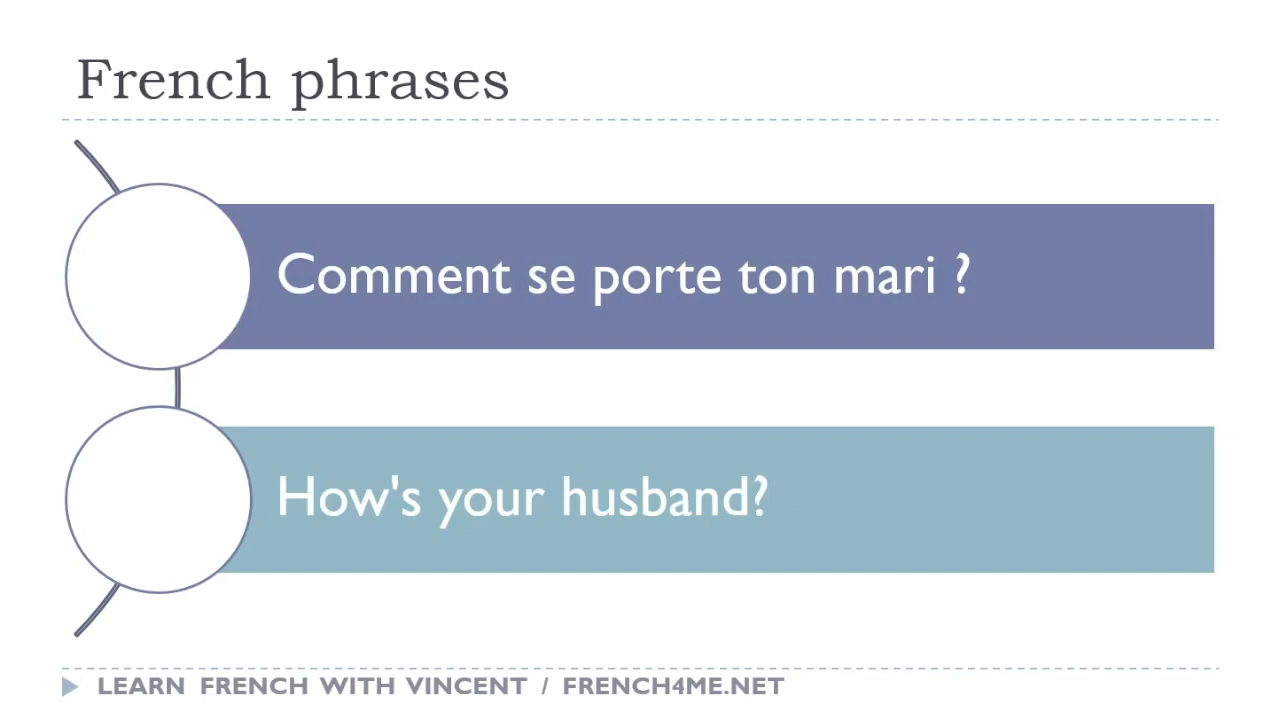 French phrases
Comment se porte ton mari ?
How's your husband?
LEARN FRENCH WITH VINCENT / FRENCH4ME.NET